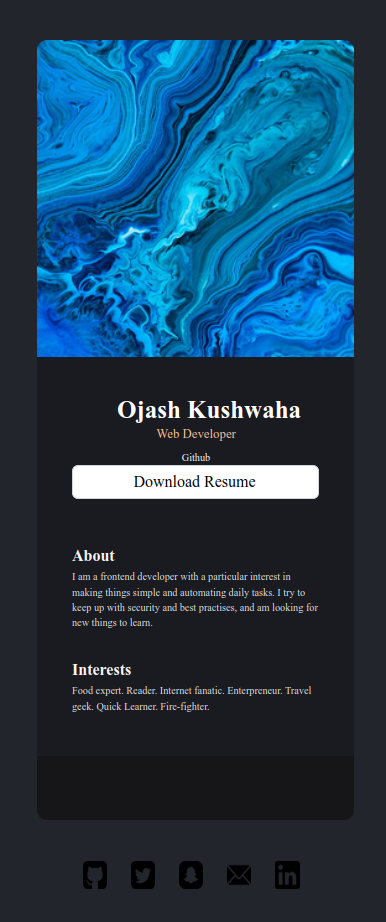 Ojash Kushwaha
Web Developer
Github
Download Resume
About
I am a frontend developer with a particular interest in
making things simple and automating daily tasks. I try to
keep up with security and best practises, and am looking for
new things to learn.
Interests
Food expert. Reader. Internet fanatic. Enterpreneur. Travel
geek. Quick Learner. Fire-fighter.
in